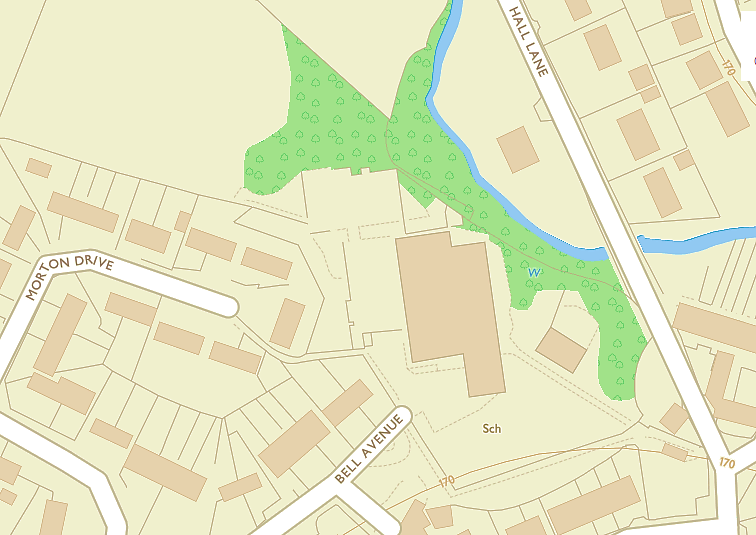 HALL LANE
170
MORTON DRIVE
W
BELL AVENUE
Sch
170
170